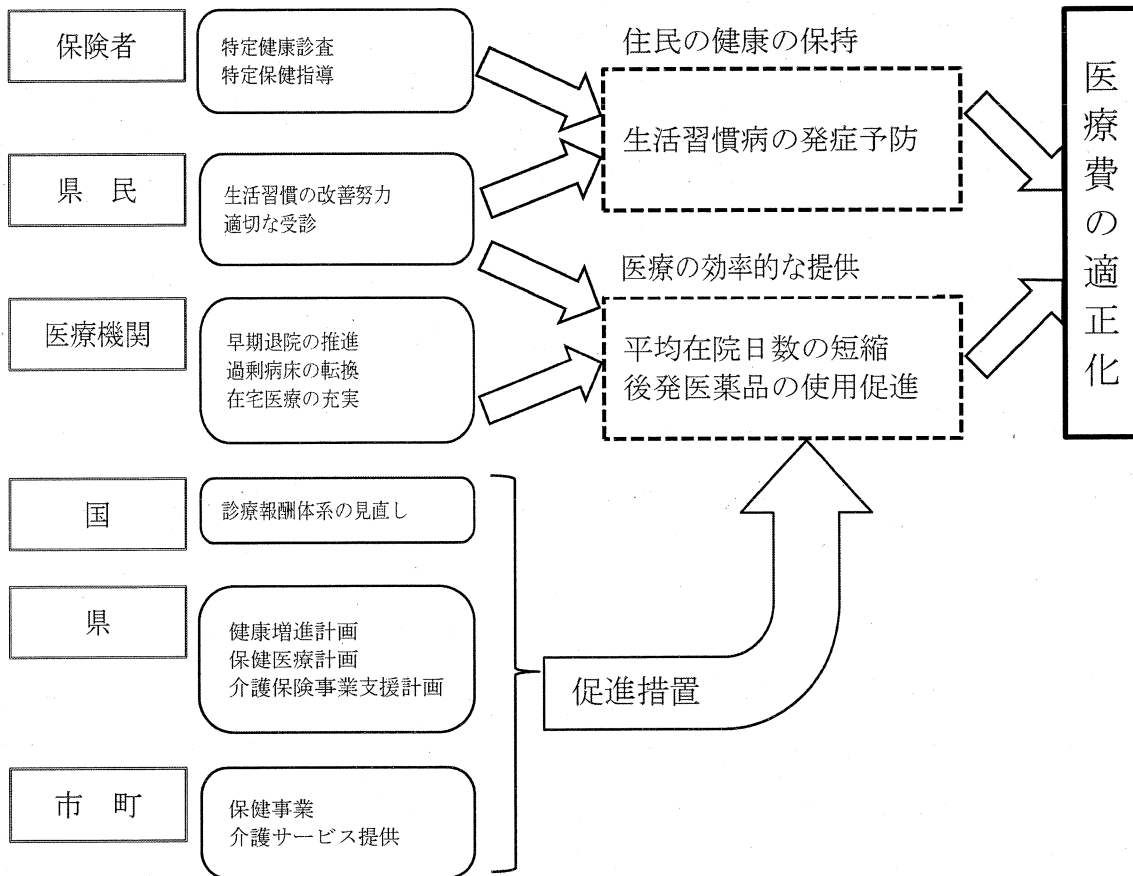 保険者
特定健康診査
特定保健指導
県 民
生活習慣の改善努力
適切な受診
医療機関
早期退院の推進
過剰病床の転換
在宅医療の充実
国
診療報酬体系の見直し
県
健康増進計画
保健医療計画
介護保険事業支援計画
市 町
保健事業
介護サービス提供
促進措置
住民の健康の保持
生活習慣病の発症予防
医療の効率的な提供
平均在院日数の短縮
後発医薬品の使用促進
医療費の適正化